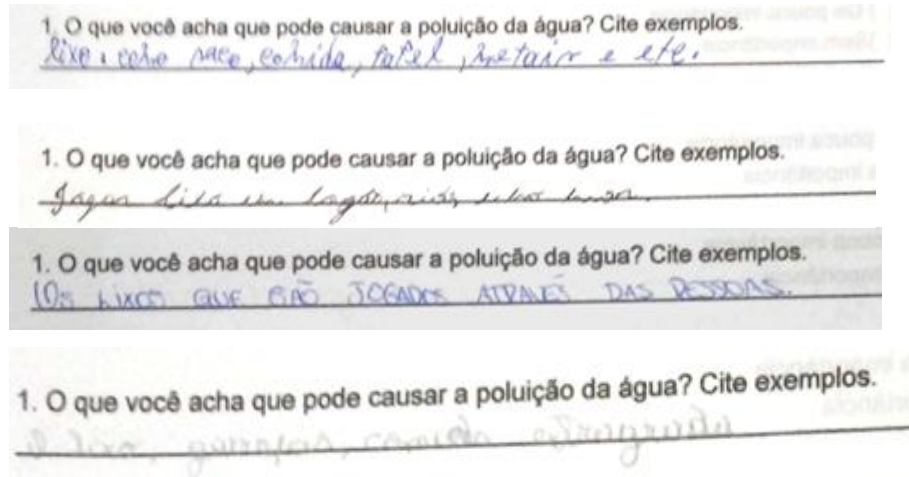 1. O que você acha que pode causar a poluição da água? Cite exemplos.
lixo, comida, papel, metais e etc.
1. O que você acha que pode causar a poluição da água? Cite exemplos.
Jogar lixo em lagos, rios,
1. O que você acha que pode causar a poluição da água? Cite exemplos.
Os LIXOS QUE SÃO JOGADOS ATRAVÉS DAS PESSOAS.
1. O que você acha que pode causar a poluição da água? Cite exemplos.
lixo, garrafas, comida estragada